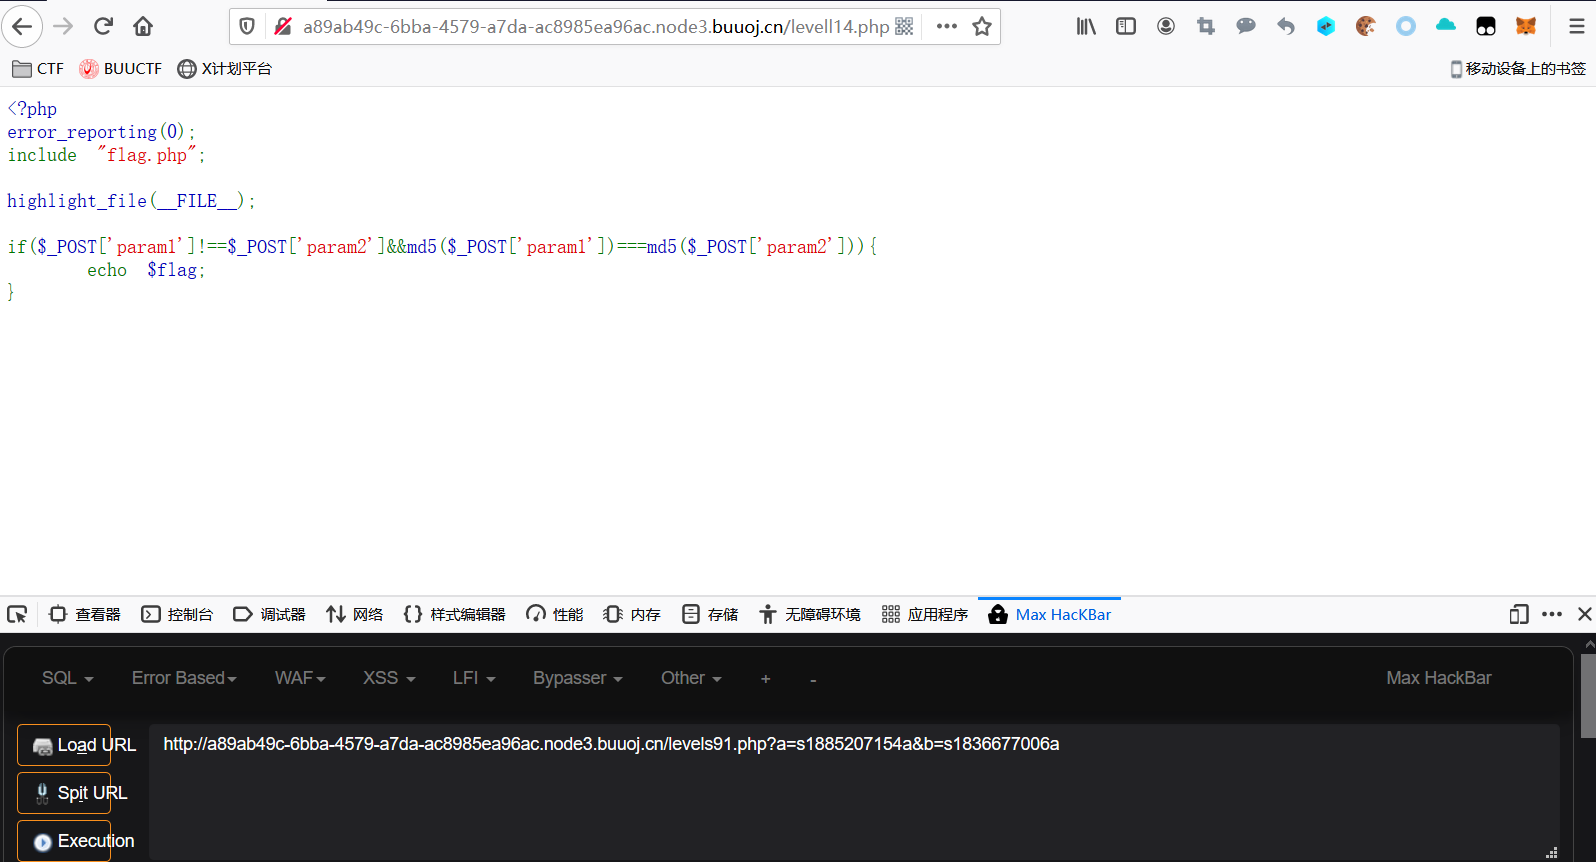 a89ab49c-6bba-4579-a7da-ac8985ea96ac.node3.buuoj.cn/levell14.php
CTF BUUCTF X计划平台 移动设备上的书签
<?php
error_reporting(0);
include "flag.php";
highlight_file(__FILE__);
if($_POST['param1']!==$_POST['param2']&&md5($_POST['param1'])===md5($_POST['param2'])){
echo $flag;
}
查看器 控制台 调试器 网络 样式编辑器 性能 内存 存储 无障碍环境 应用程序 Max HacKBar
SQL Error Based WAF XSS LFI Bypasser Other + - Max HackBar
Load URL http://a89ab49c-6bba-4579-a7da-ac8985ea96ac.node3.buuoj.cn/levels91.php?a=s1885207154a&b=s1836677006a
Spit URL
Execution